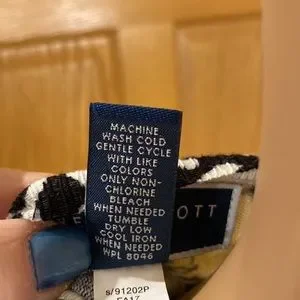 MACHINE
WASH COLD
GENTLE CYCLE
WITH LIKE
COLORS
ONLY NON-
CHLORINE
BLEACH
WHEN NEEDED
TUMBLE
DRY LOW
COOL IRON
WHEN NEEDED
WPL 8046
OTT
s/91202P
FA17